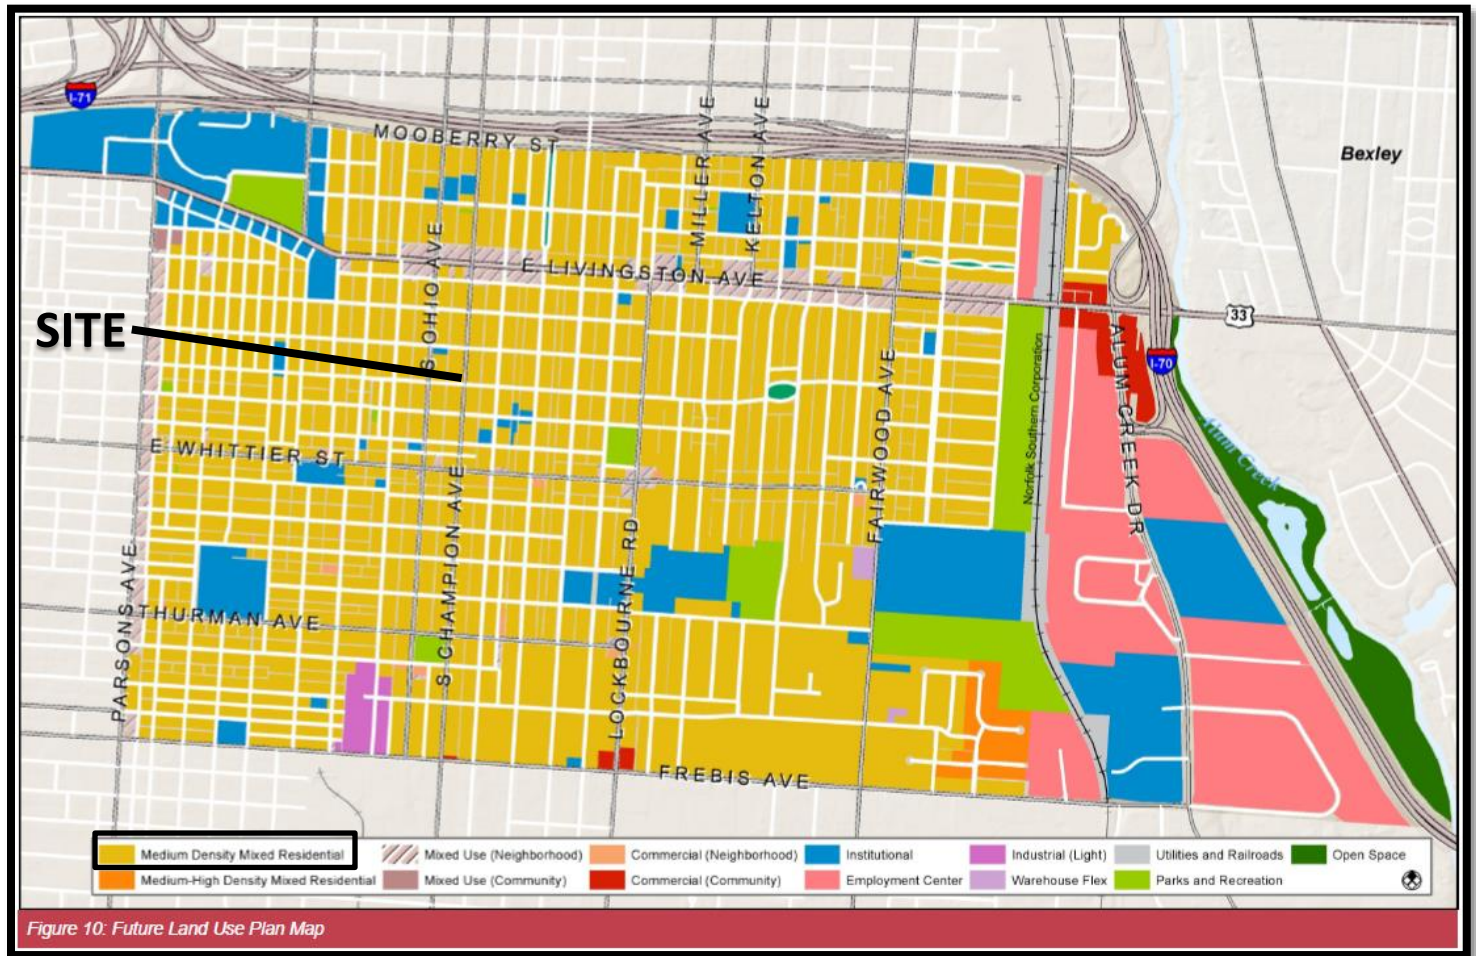 I-71
MOOBERRY ST
MILLER AVE
KELTON AVE
Bexley
S OHIO AVE
E LIVINGSTON AVE
33
SITE
I-70
ALUM CREEK DR
Norfolk Southern Corporation
FAIRWOOD AVE
Alum Creek
E WHITTIER ST
S CHAMPION AVE
LOCKBOURNE RD
PARSONS AVE
THURMAN AVE
FREBIS AVE
Medium Density Mixed Residential
Mixed Use (Neighborhood)
Commercial (Neighborhood)
Institutional
Industrial (Light)
Utilities and Railroads
Open Space
Medium-High Density Mixed Residential
Mixed Use (Community)
Commercial (Community)
Employment Center
Warehouse Flex
Parks and Recreation
Figure 10: Future Land Use Plan Map